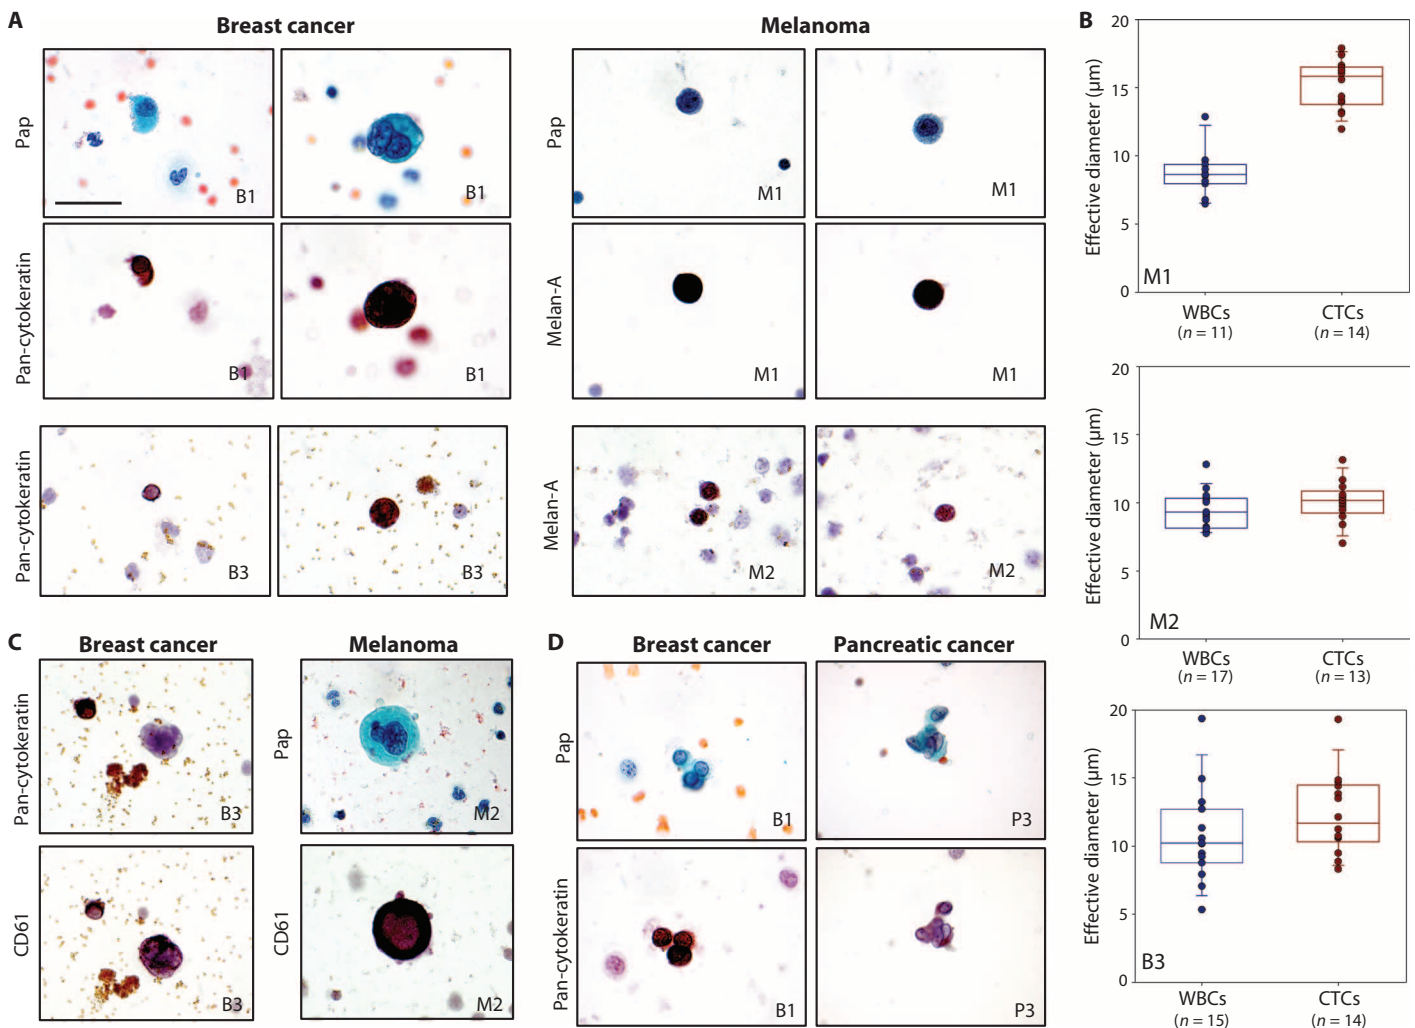 A
Breast cancer
Melanoma
Pap
B1
B1
Pap
M1
M1
Pan-cytokeratin
B1
B1
Melan-A
M1
M1
Pan-cytokeratin
B3
B3
Melan-A
M2
M2
B
Effective diameter (μm)
20
15
10
5
0
M1
WBCs
(n = 11)
CTCs
(n = 14)
Effective diameter (μm)
20
15
10
5
0
M2
WBCs
(n = 17)
CTCs
(n = 13)
Effective diameter (μm)
20
15
10
5
0
B3
WBCs
(n = 15)
CTCs
(n = 14)
C
Breast cancer
Melanoma
Pan-cytokeratin
B3
Pap
M2
CD61
B3
CD61
M2
D
Breast cancer
Pancreatic cancer
Pap
B1
P3
Pan-cytokeratin
B1
P3